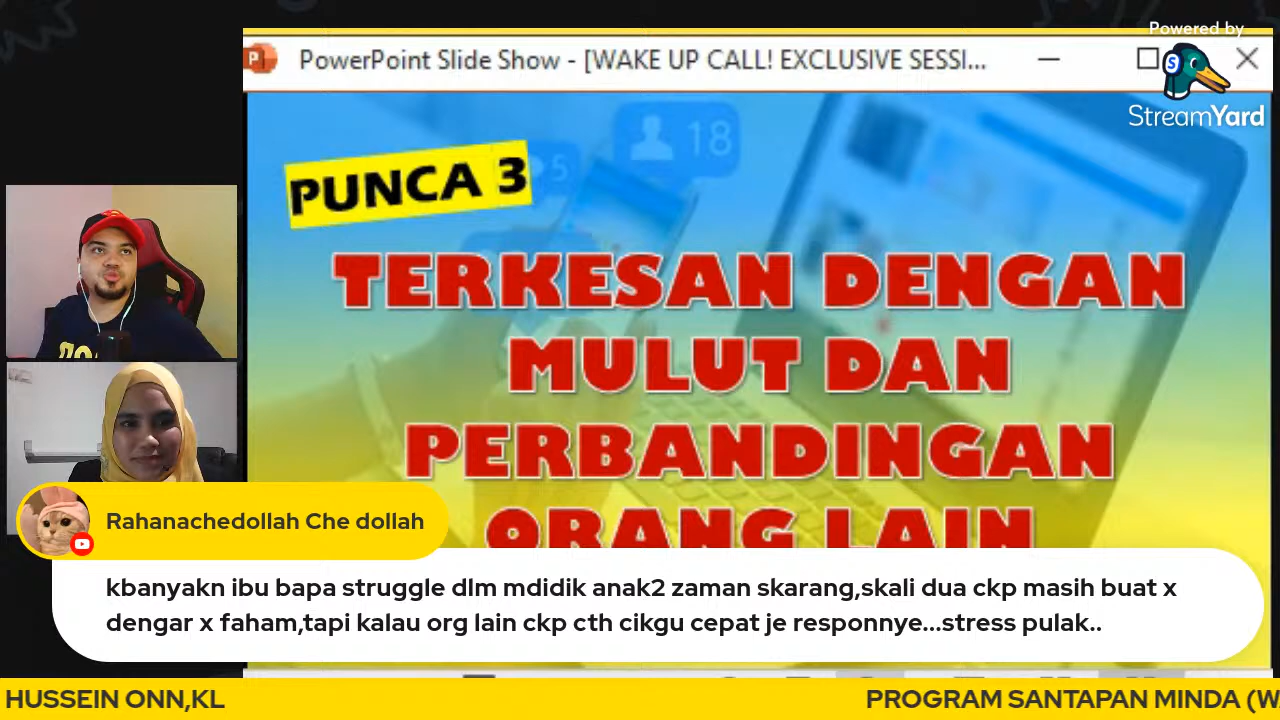 Powered by
StreamYard
PowerPoint Slide Show - [WAKE UP CALL! EXCLUSIVE SESSI...
18
5
PUNCA 3
TERKESAN DENGAN
MULUT DAN
PERBANDINGAN
ORANG LAIN
Rahanachedollah Che dollah
kbanyakn ibu bapa struggle dlm mdidik anak2 zaman skarang,skali dua ckp masih buat x
dengar x faham,tapi kalau org lain ckp cth cikgu cepat je responnye...stress pulak..
HUSSEIN ONN,KL
PROGRAM SANTAPAN MINDA (W